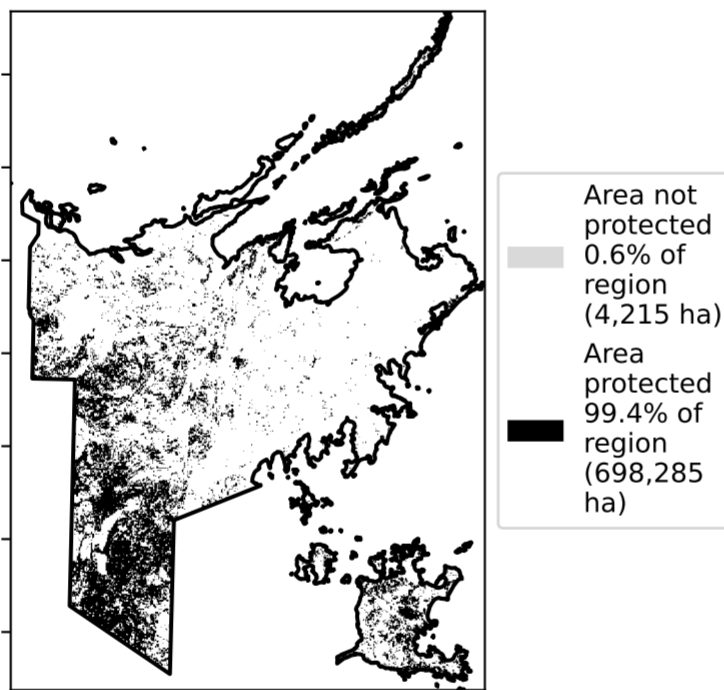 Area not
protected
0.6% of
region
(4,215 ha)
Area
protected
99.4% of
region
(698,285
ha)